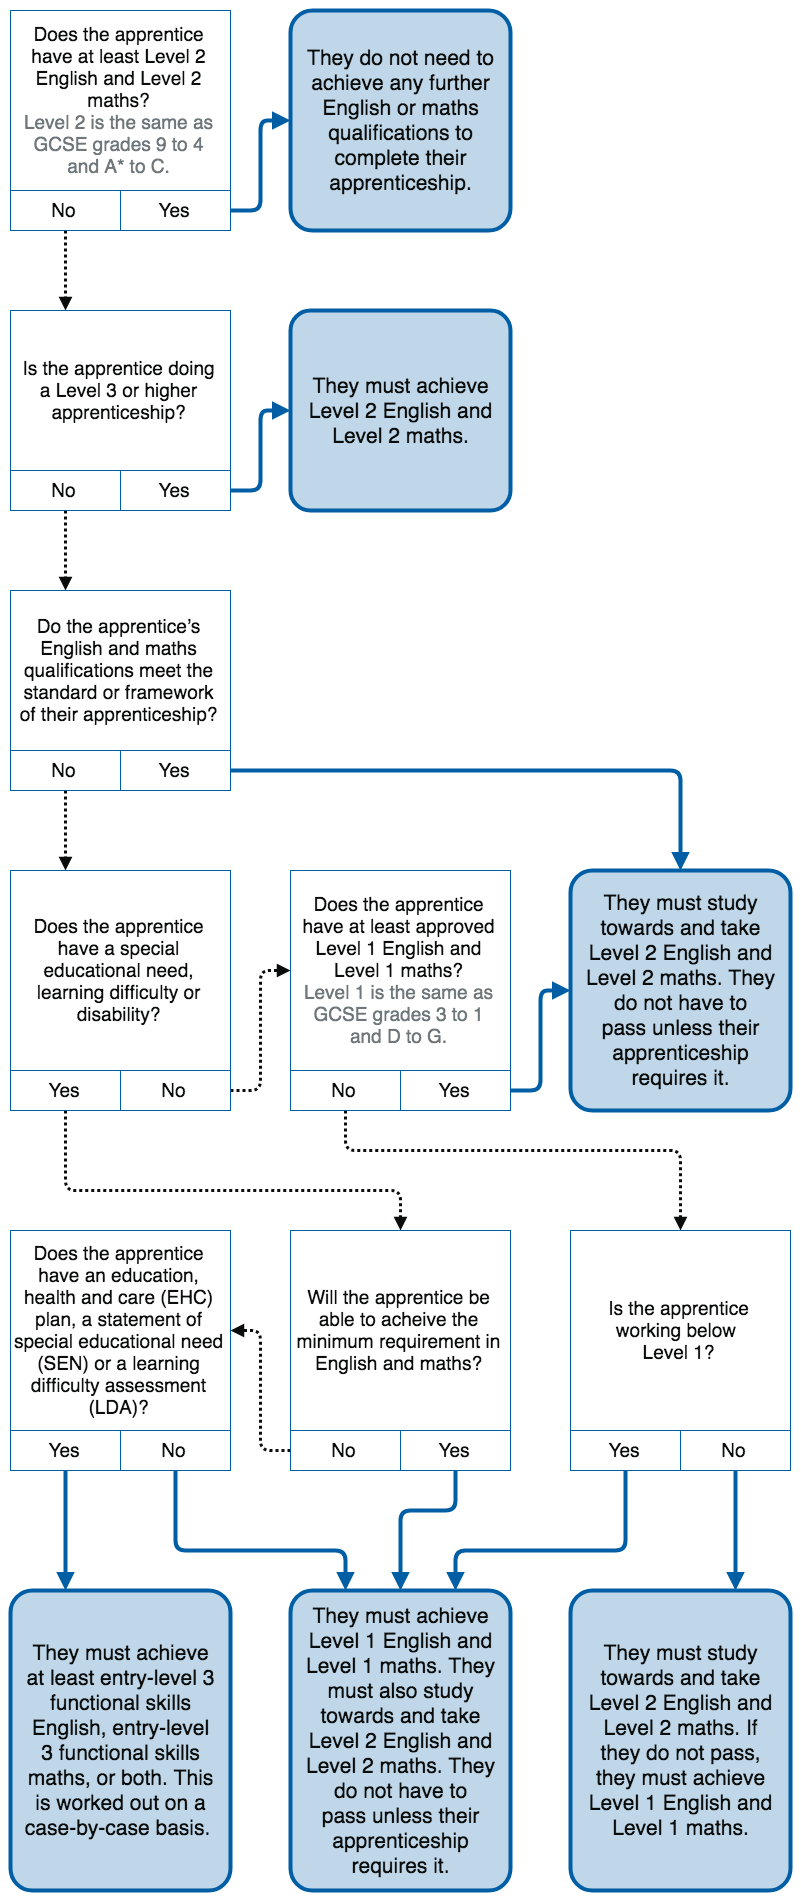 Does the apprentice
have at least Level 2
English and Level 2
maths?
Level 2 is the same as
GCSE grades 9 to 4
and A* to C.
No
Yes
They do not need to
achieve any further
English or maths
qualifications to
complete their
apprenticeship.
Is the apprentice doing
a Level 3 or higher
apprenticeship?
No
Yes
They must achieve
Level 2 English and
Level 2 maths.
Do the apprentice’s
English and maths
qualifications meet the
standard or framework
of their apprenticeship?
No
Yes
Does the apprentice
have a special
educational need,
learning difficulty or
disability?
Yes
No
Does the apprentice
have at least approved
Level 1 English and
Level 1 maths?
Level 1 is the same as
GCSE grades 3 to 1
and D to G.
No
Yes
They must study
towards and take
Level 2 English and
Level 2 maths. They
do not have to
pass unless their
apprenticeship
requires it.
Does the apprentice
have an education,
health and care (EHC)
plan, a statement of
special educational need
(SEN) or a learning
difficulty assessment
(LDA)?
Yes
No
Will the apprentice be
able to acheive the
minimum requirement in
English and maths?
No
Yes
Is the apprentice
working below
Level 1?
Yes
No
They must achieve
at least entry-level 3
functional skills
English, entry-level
3 functional skills
maths, or both. This
is worked out on a
case-by-case basis.
They must achieve
Level 1 English and
Level 1 maths. They
must also study
towards and take
Level 2 English and
Level 2 maths. They
do not have to
pass unless their
apprenticeship
requires it.
They must study
towards and take
Level 2 English and
Level 2 maths. If
they do not pass,
they must achieve
Level 1 English and
Level 1 maths.